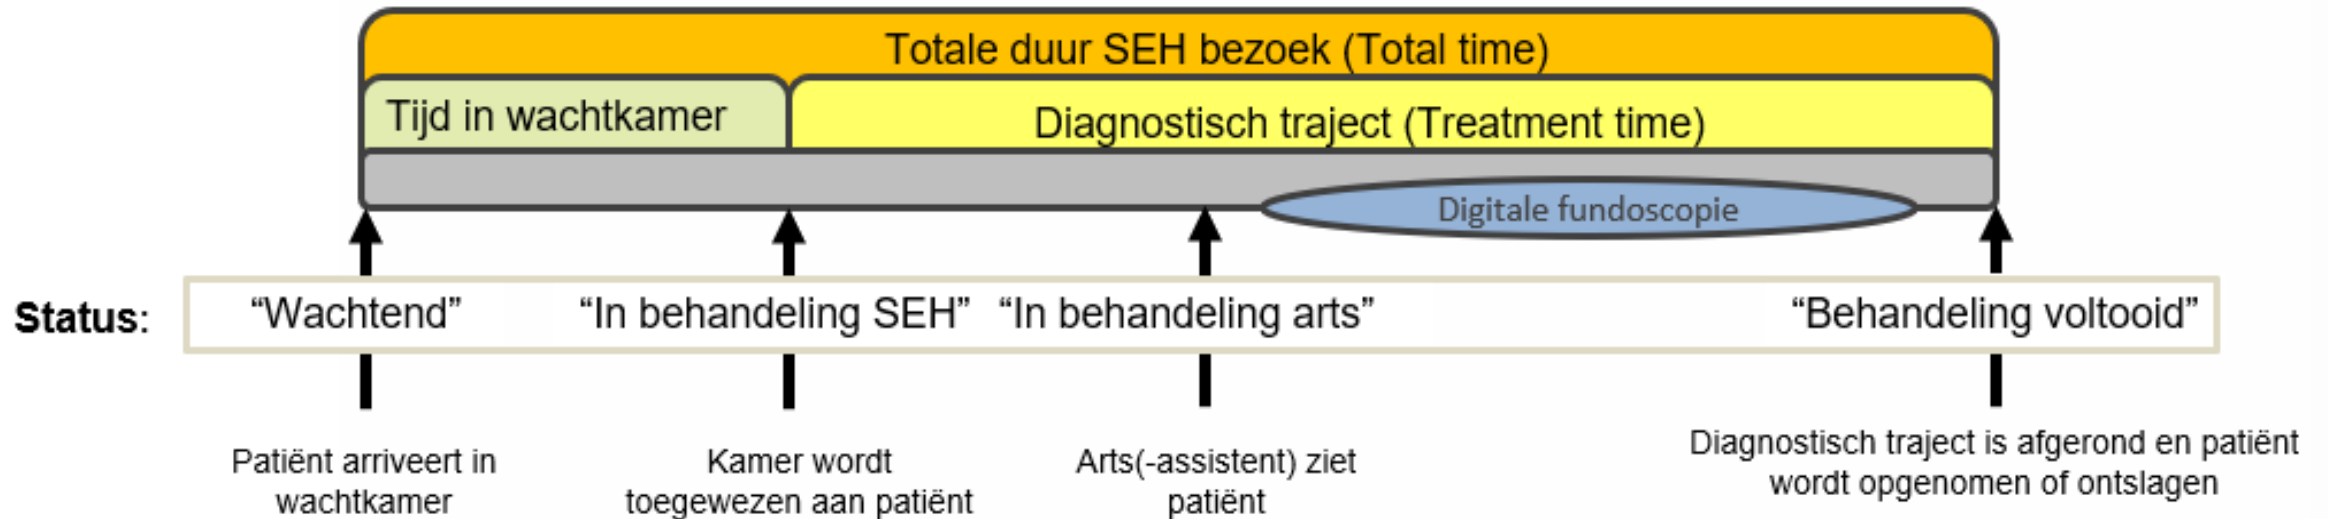 Totale duur SEH bezoek (Total time)
Tijd in wachtkamer
Diagnostisch traject (Treatment time)
Digitale fundoscopie
Status:
“Wachtend”
“In behandeling SEH”
“In behandeling arts”
“Behandeling voltooid”
Patiënt arriveert in
wachtkamer
Kamer wordt
toegewezen aan patiënt
Arts(-assistent) ziet
patiënt
Diagnostisch traject is afgerond en patiënt
wordt opgenomen of ontslagen